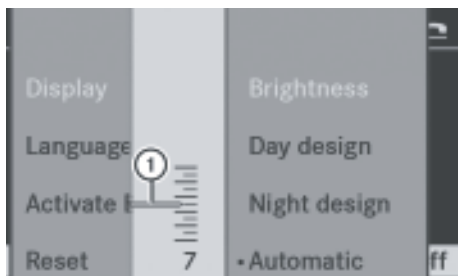 Display
Brightness
Language
Day design
1
Activate
Night design
Reset
7
•Automatic
ff